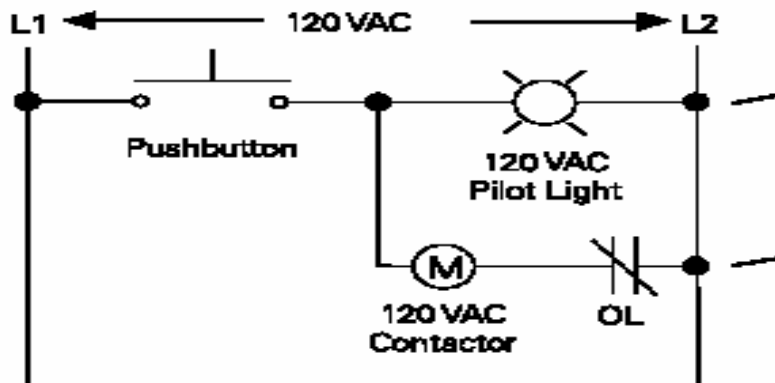 L1 120 VAC L2
Pushbutton
120 VAC
Pilot Light
M
120 VAC
Contactor
OL